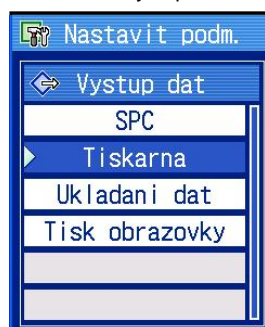 Nastavit podm.
Vystup dat
SPC
Tiskarna
Ukladani dat
Tisk obrazovky